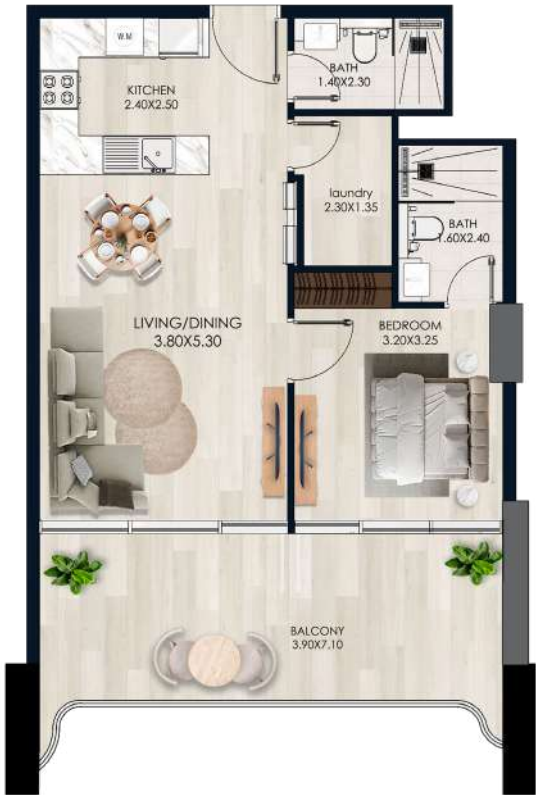 W.M
BATH
1.40X2.30
KITCHEN
2.40X2.50
laundry
2.30X1.35
BATH
1.60X2.40
LIVING/DINING
3.80X5.30
BEDROOM
3.20X3.25
BALCONY
3.90X7.10